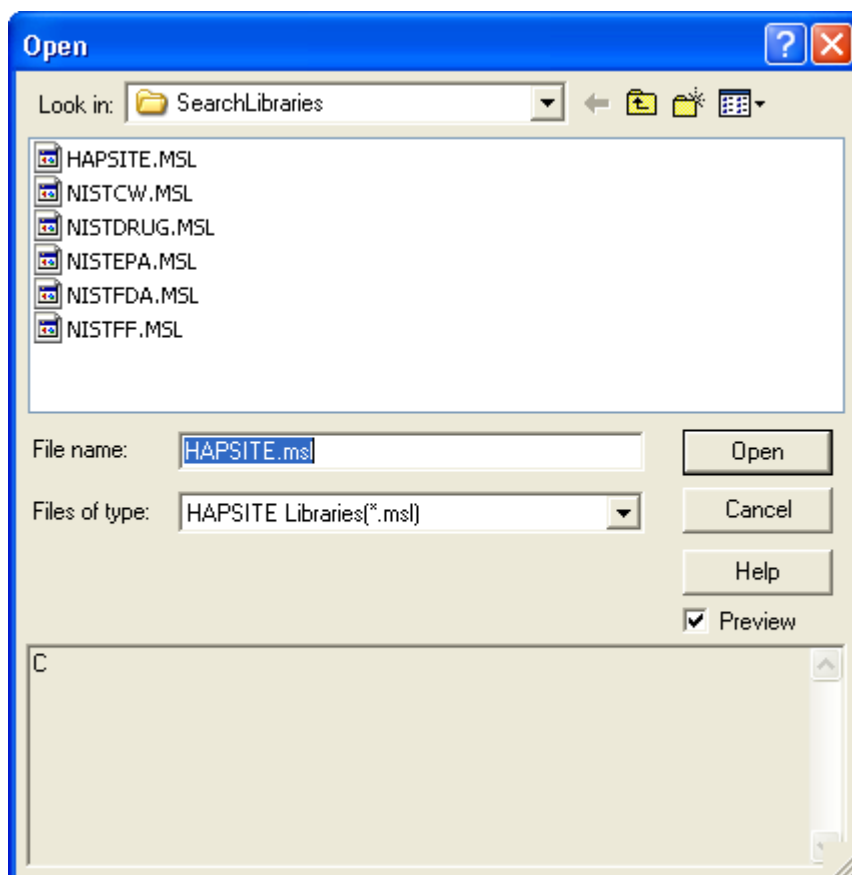 Open
Look in: SearchLibraries
HAPSITE.MSL
NISTCW.MSL
NISTDRUG.MSL
NISTEPA.MSL
NISTFDA.MSL
NISTFF.MSL
File name: HAPSITE.msl Open
Files of type: HAPSITE Libraries(*.msl) Cancel
Help
Preview
C